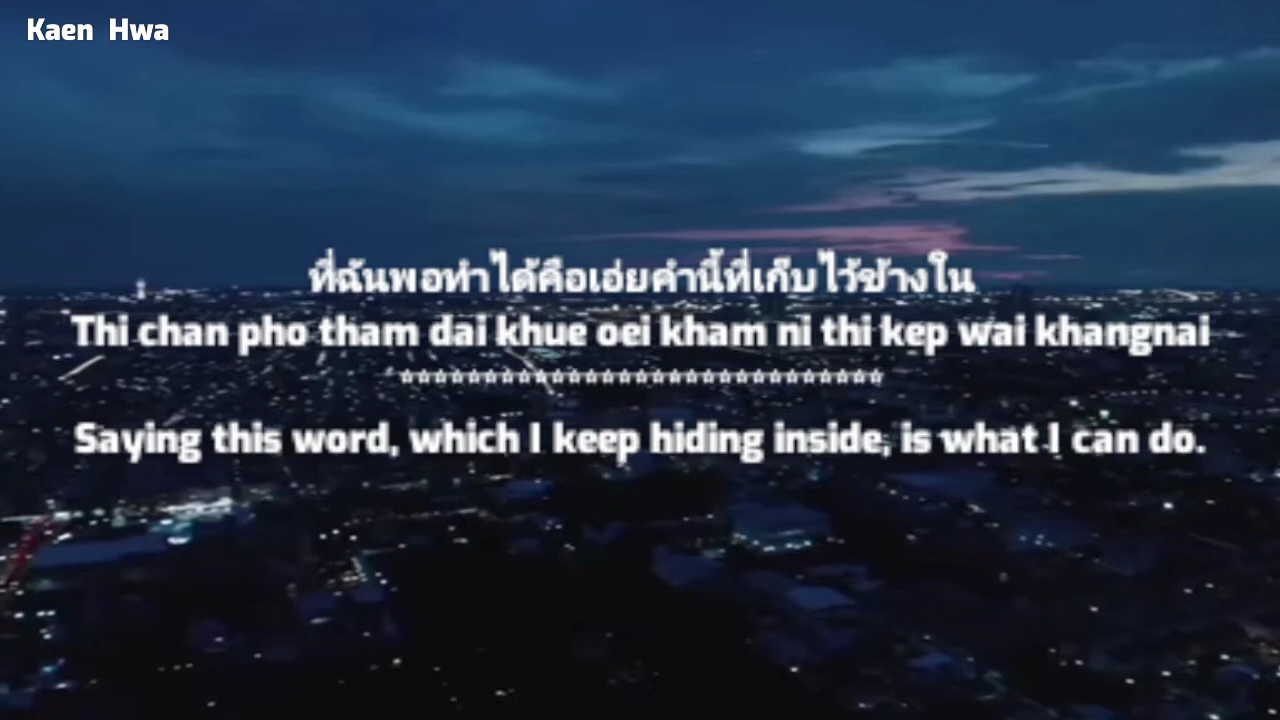 Kaen Hwa
ที่ฉันพอทำได้คือเอ่ยคำนี้ที่เก็บไว้ข้างใน
Thi chan pho tham dai khue oei kham ni thi kep wai khangnai
Saying this word, which I keep hiding inside, is what I can do.